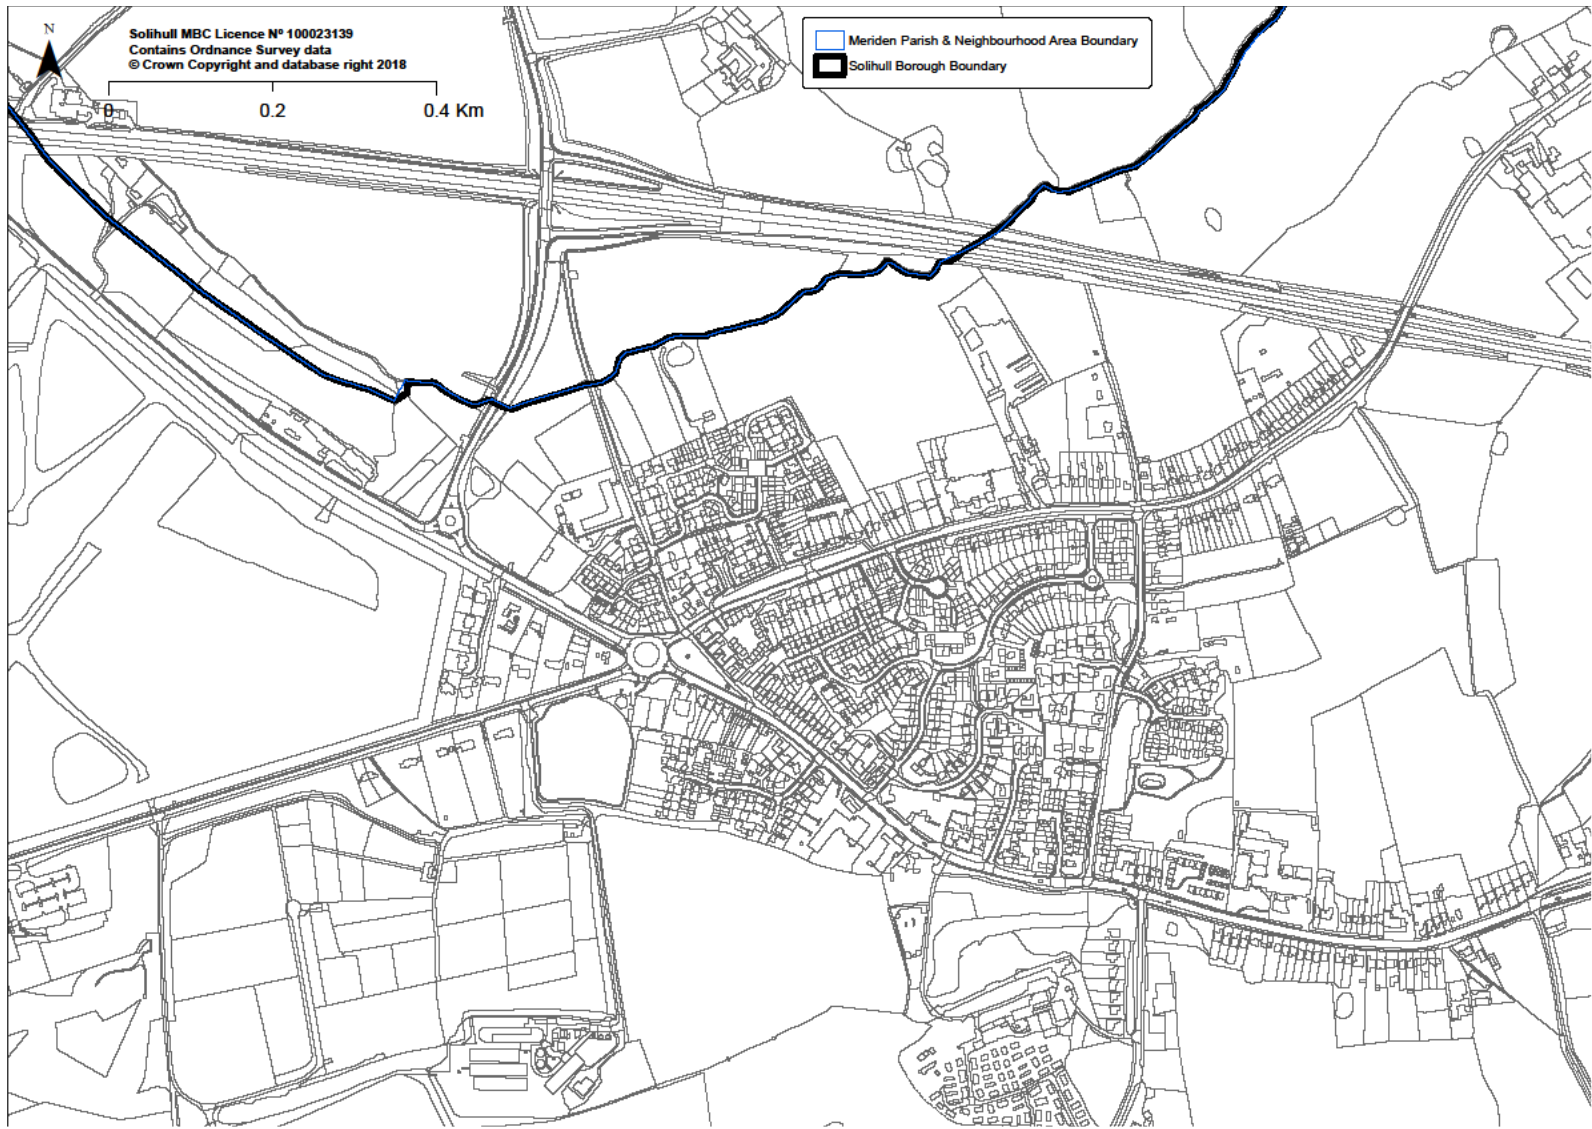 N
Solihull MBC Licence Nº 100023139
Contains Ordnance Survey data
© Crown Copyright and database right 2018
0 0.2 0.4 Km
Meriden Parish & Neighbourhood Area Boundary
Solihull Borough Boundary